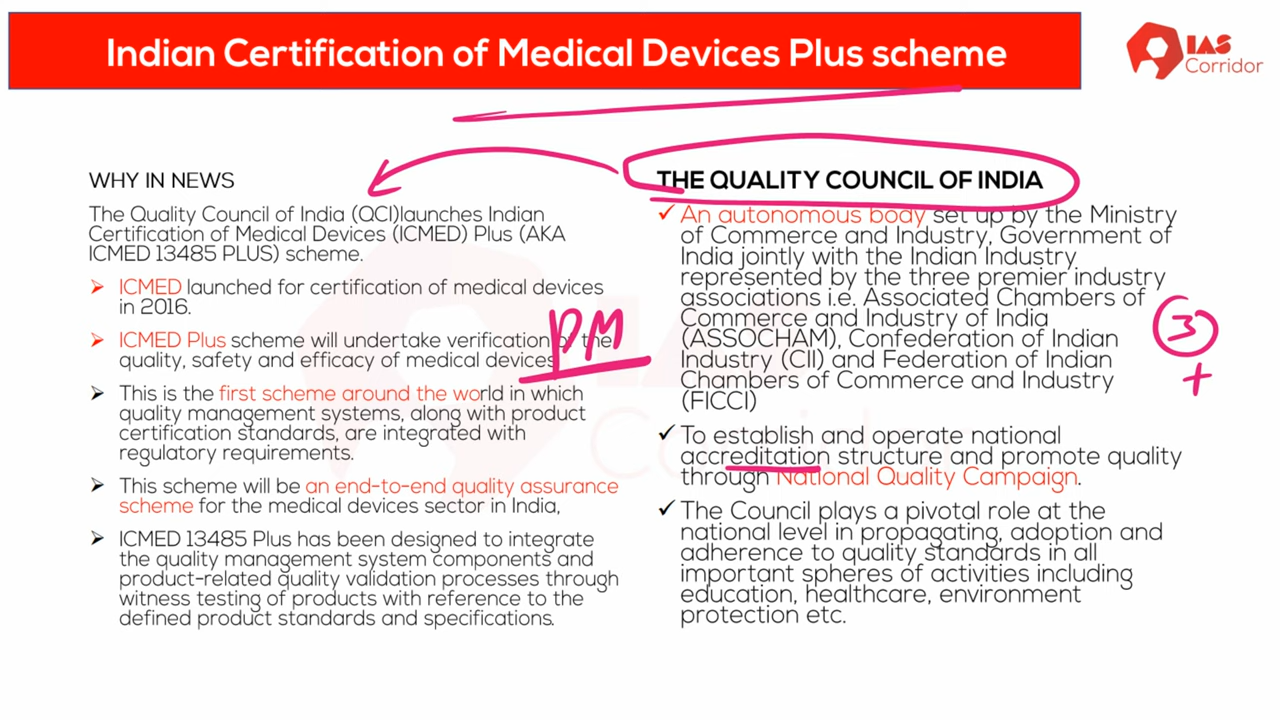 Indian Certification of Medical Devices Plus scheme
IAS
Corridor
WHY IN NEWS
The Quality Council of India (QCI)launches Indian
Certification of Medical Devices (ICMED) Plus (AKA
ICMED 13485 PLUS) scheme.
ICMED launched for certification of medical devices
in 2016.
ICMED Plus scheme will undertake verification of the
quality, safety and efficacy of medical devices
PM
This is the first scheme around the world in which
quality management systems, along with product
certification standards, are integrated with
regulatory requirements.
This scheme will be an end-to-end quality assurance
scheme for the medical devices sector in India,
ICMED 13485 Plus has been designed to integrate
the quality management system components and
product-related quality validation processes through
witness testing of products with reference to the
defined product standards and specifications.
THE QUALITY COUNCIL OF INDIA
✓ An autonomous body set up by the Ministry
of Commerce and Industry, Government of
India jointly with the Indian Industry
represented by the three premier industry
associations i.e. Associated Chambers of
Commerce and Industry of India
(ASSOCHAM), Confederation of Indian
Industry (CII) and Federation of Indian
Chambers of Commerce and Industry
(FICCI)
3
+
✓ To establish and operate national
accreditation structure and promote quality
through National Quality Campaign.
✓ The Council plays a pivotal role at the
national level in propagating, adoption and
adherence to quality standards in all
important spheres of activities including
education, healthcare, environment
protection etc.